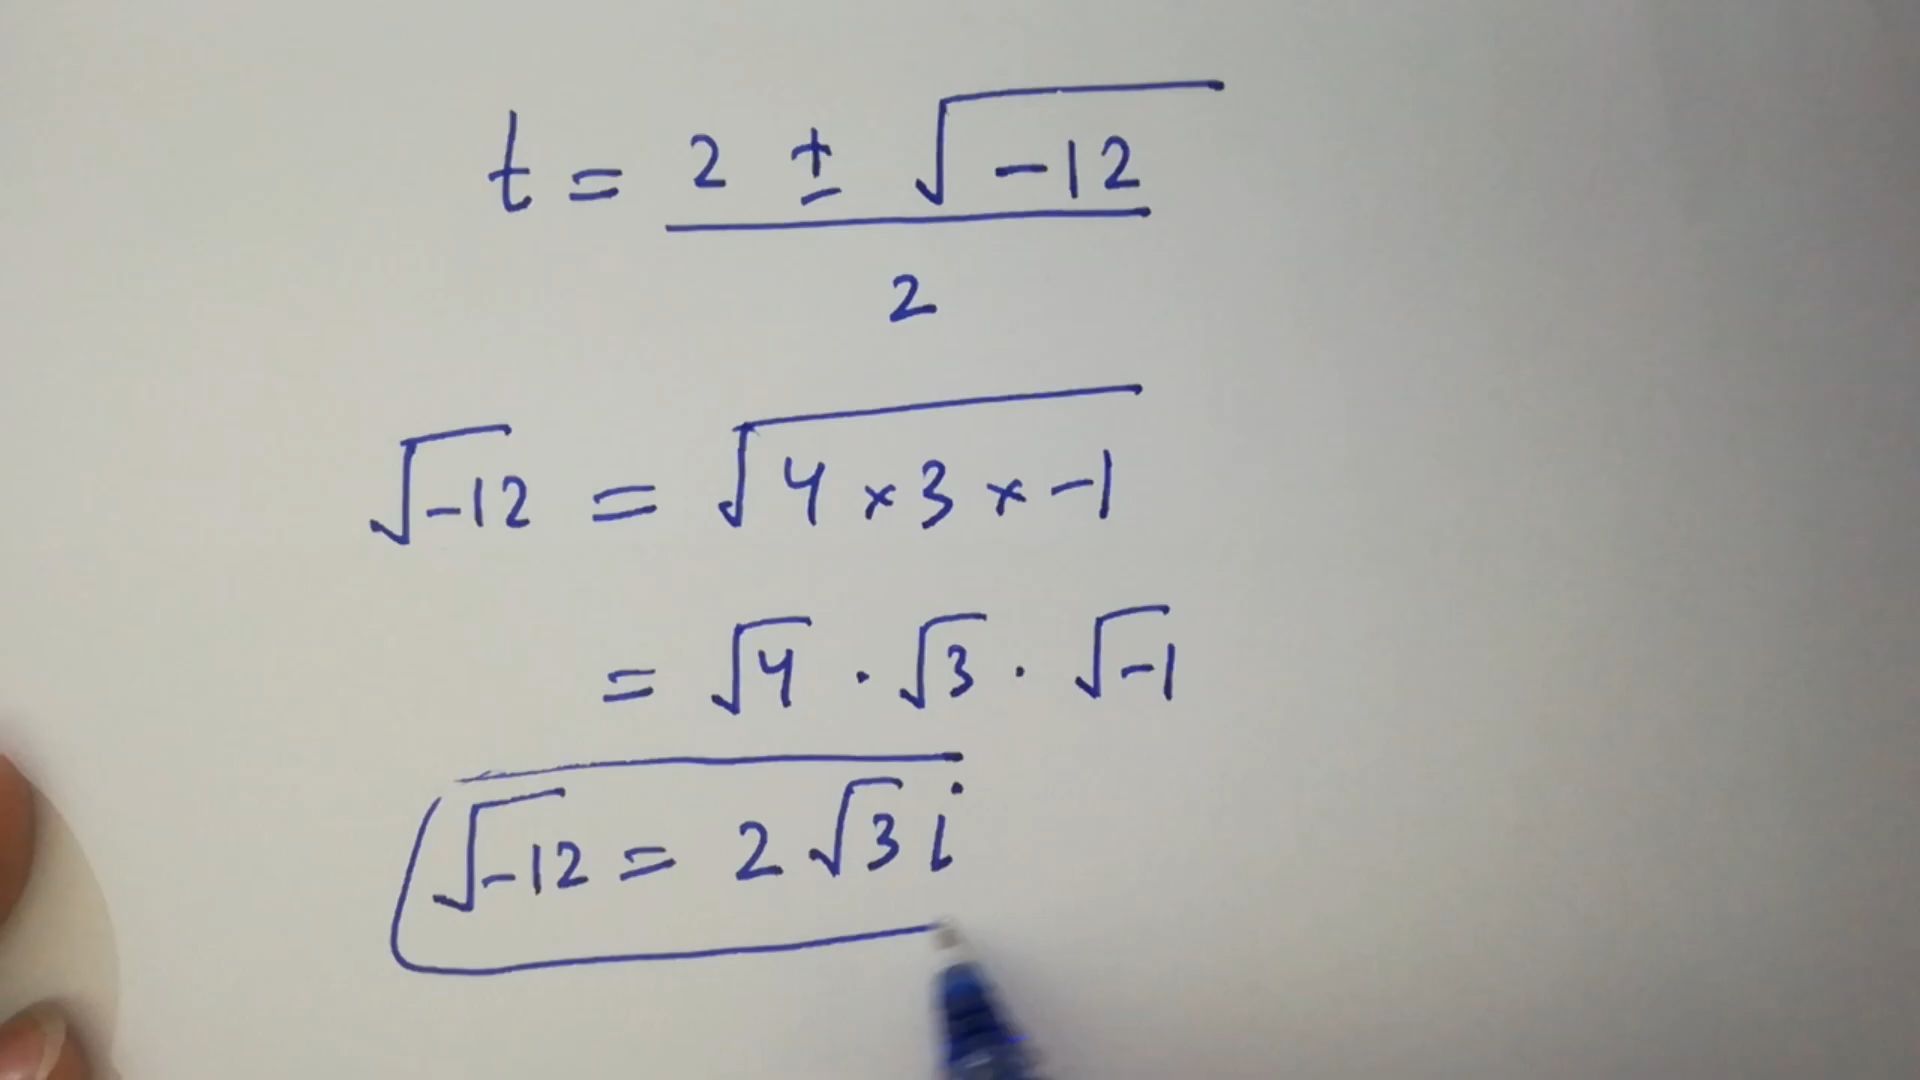 t = 2 ± √-12
2
√-12 = √4 × 3 × -1
= √4 · √3 · √-1
√-12 = 2 √3 i